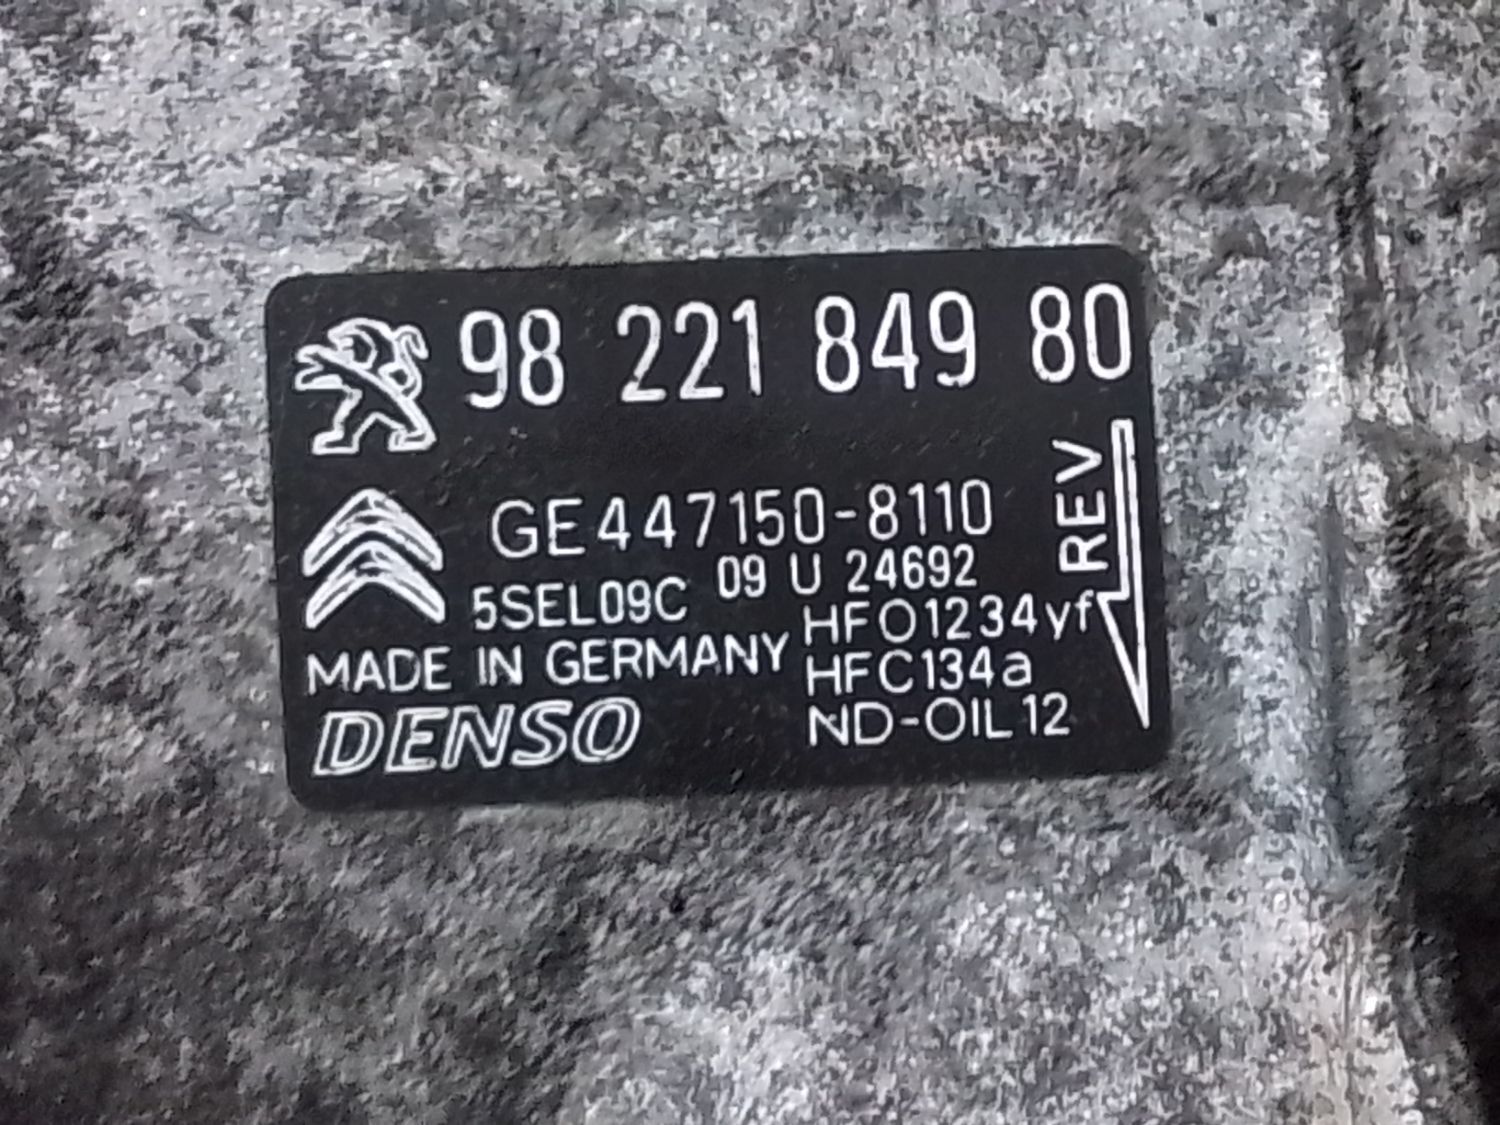 98 221 849 80
GE447150-8110
5SEL09C 09 U 24692
HFO1234yf
MADE IN GERMANY HFC134a
DENSO ND-OIL12
REV